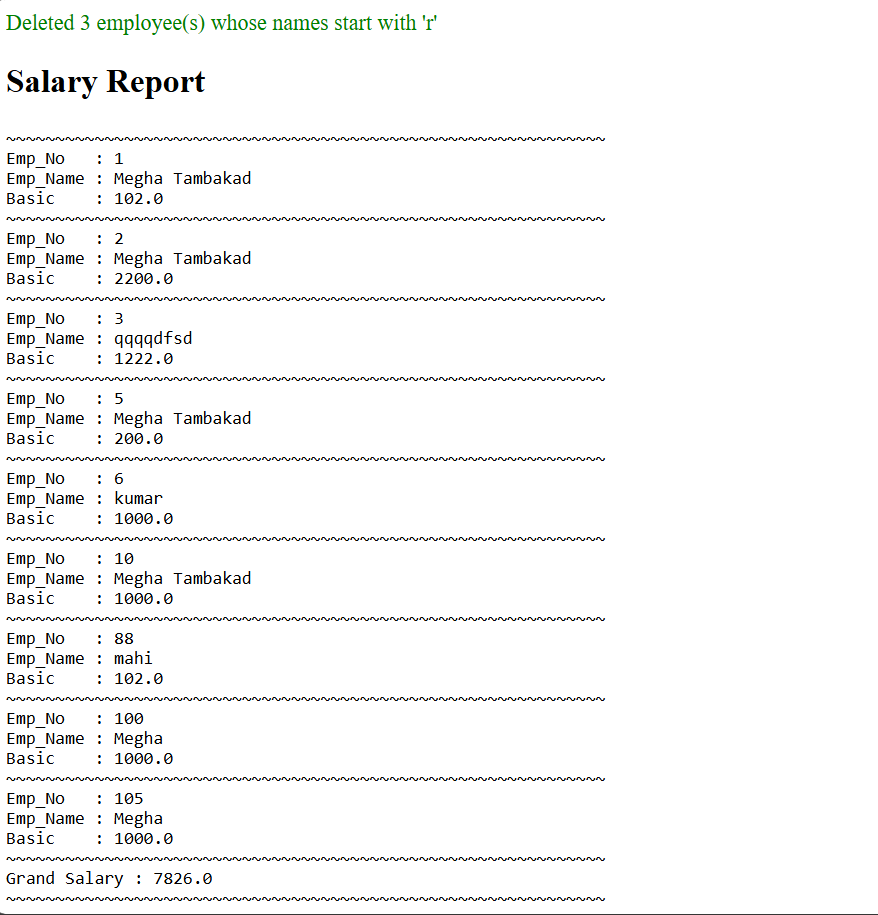 Deleted 3 employee(s) whose names start with 'r'
Salary Report
~~~~~~~~~~~~~~~~~~~~~~~~~~~~~~~~~~~~~~~~~~~~~~~~~~~~~~~~~~~~~
Emp_No   : 1
Emp_Name : Megha Tambakad
Basic    : 102.0
~~~~~~~~~~~~~~~~~~~~~~~~~~~~~~~~~~~~~~~~~~~~~~~~~~~~~~~~~~~~~
Emp_No   : 2
Emp_Name : Megha Tambakad
Basic    : 2200.0
~~~~~~~~~~~~~~~~~~~~~~~~~~~~~~~~~~~~~~~~~~~~~~~~~~~~~~~~~~~~~
Emp_No   : 3
Emp_Name : qqqqdfsd
Basic    : 1222.0
~~~~~~~~~~~~~~~~~~~~~~~~~~~~~~~~~~~~~~~~~~~~~~~~~~~~~~~~~~~~~
Emp_No   : 5
Emp_Name : Megha Tambakad
Basic    : 200.0
~~~~~~~~~~~~~~~~~~~~~~~~~~~~~~~~~~~~~~~~~~~~~~~~~~~~~~~~~~~~~
Emp_No   : 6
Emp_Name : kumar
Basic    : 1000.0
~~~~~~~~~~~~~~~~~~~~~~~~~~~~~~~~~~~~~~~~~~~~~~~~~~~~~~~~~~~~~
Emp_No   : 10
Emp_Name : Megha Tambakad
Basic    : 1000.0
~~~~~~~~~~~~~~~~~~~~~~~~~~~~~~~~~~~~~~~~~~~~~~~~~~~~~~~~~~~~~
Emp_No   : 88
Emp_Name : mahi
Basic    : 102.0
~~~~~~~~~~~~~~~~~~~~~~~~~~~~~~~~~~~~~~~~~~~~~~~~~~~~~~~~~~~~~
Emp_No   : 100
Emp_Name : Megha
Basic    : 1000.0
~~~~~~~~~~~~~~~~~~~~~~~~~~~~~~~~~~~~~~~~~~~~~~~~~~~~~~~~~~~~~
Emp_No   : 105
Emp_Name : Megha
Basic    : 1000.0
~~~~~~~~~~~~~~~~~~~~~~~~~~~~~~~~~~~~~~~~~~~~~~~~~~~~~~~~~~~~~
Grand Salary : 7826.0
~~~~~~~~~~~~~~~~~~~~~~~~~~~~~~~~~~~~~~~~~~~~~~~~~~~~~~~~~~~~~